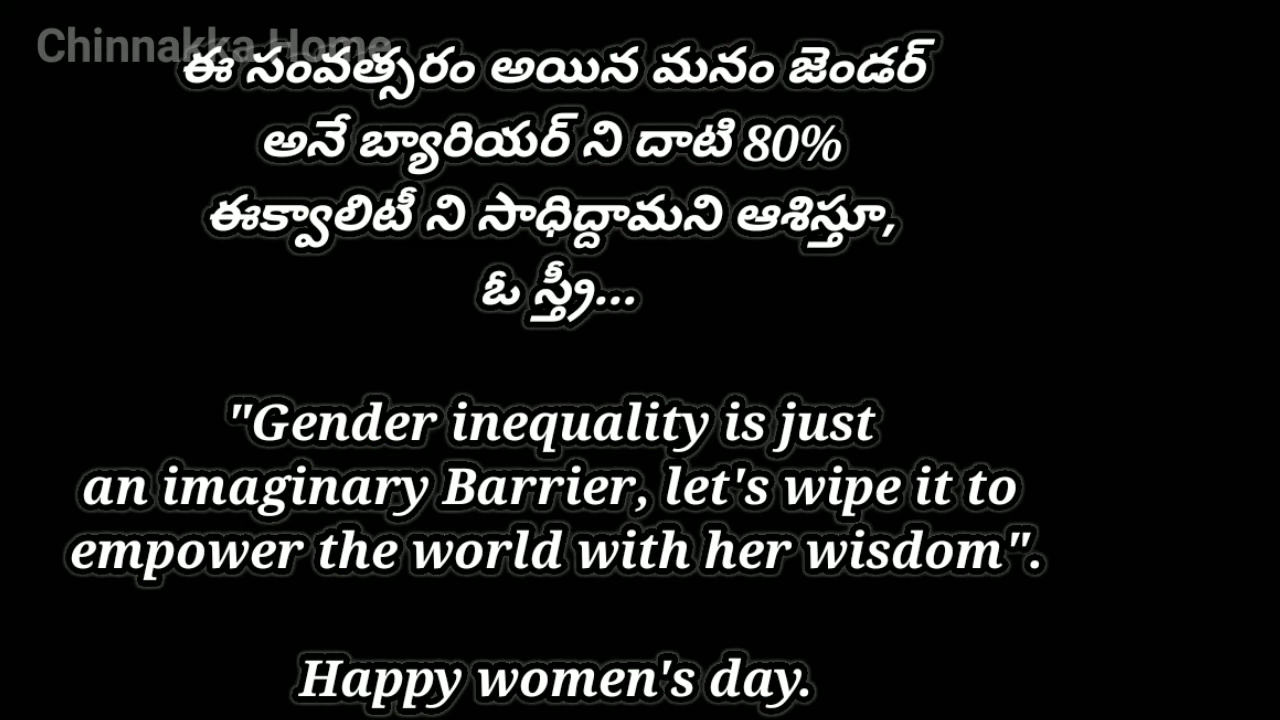 Chinnakka Home
ఈ సంవత్సరం అయిన మనం జెండర్
అనే బ్యారియర్ ని దాటి 80%
ఈక్వాలిటీ ని సాధిద్దామని ఆశిస్తూ,
ఓ స్త్రీ...
"Gender inequality is just
an imaginary Barrier, let's wipe it to
empower the world with her wisdom".
Happy women's day.